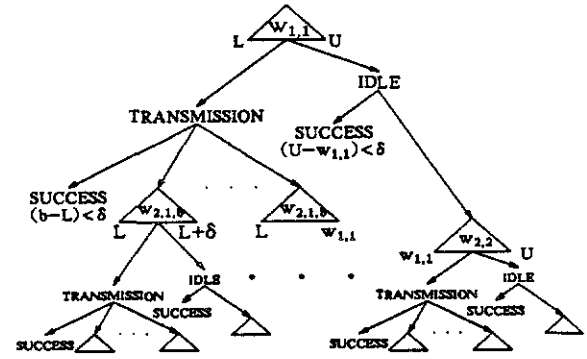 w1,1
L U
IDLE
TRANSMISSION
SUCCESS
(U-w1,1)<δ
SUCCESS
(b-L)<δ
w2,1,b
L L+δ
. . . .
w2,1,b
L w1,1
w2,2
w1,1 U
IDLE
TRANSMISSION
SUCCESS
SUCCESS
. . .
• • •
IDLE
TRANSMISSION
SUCCESS
SUCCESS
. . .